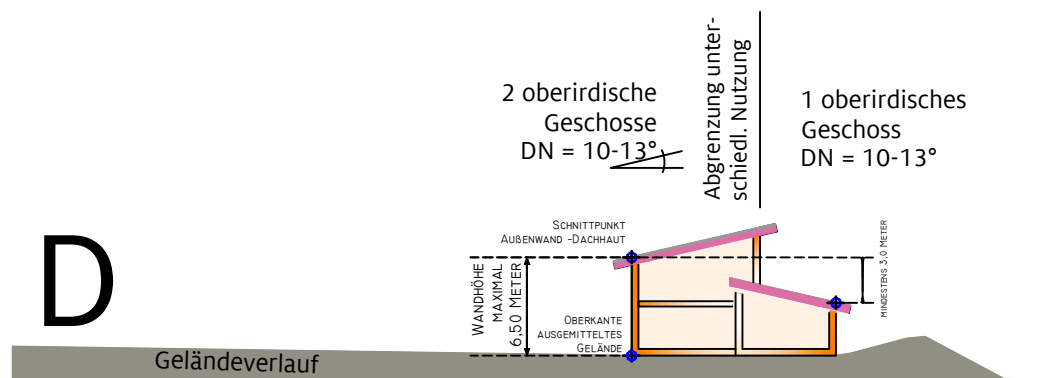 2 oberirdische
Geschosse
DN = 10-13°
Abgrenzung unter-
schiedl. Nutzung
1 oberirdisches
Geschoss
DN = 10-13°
D
SCHNITTPUNKT
AUßENWAND -DACHHAUT
WANDHÖHE
MAXIMAL
6,50 METER
MINDESTENS 3,0 METER
OBERKANTE
AUSGEMITTELTES
GELÄNDE
Geländeverlauf